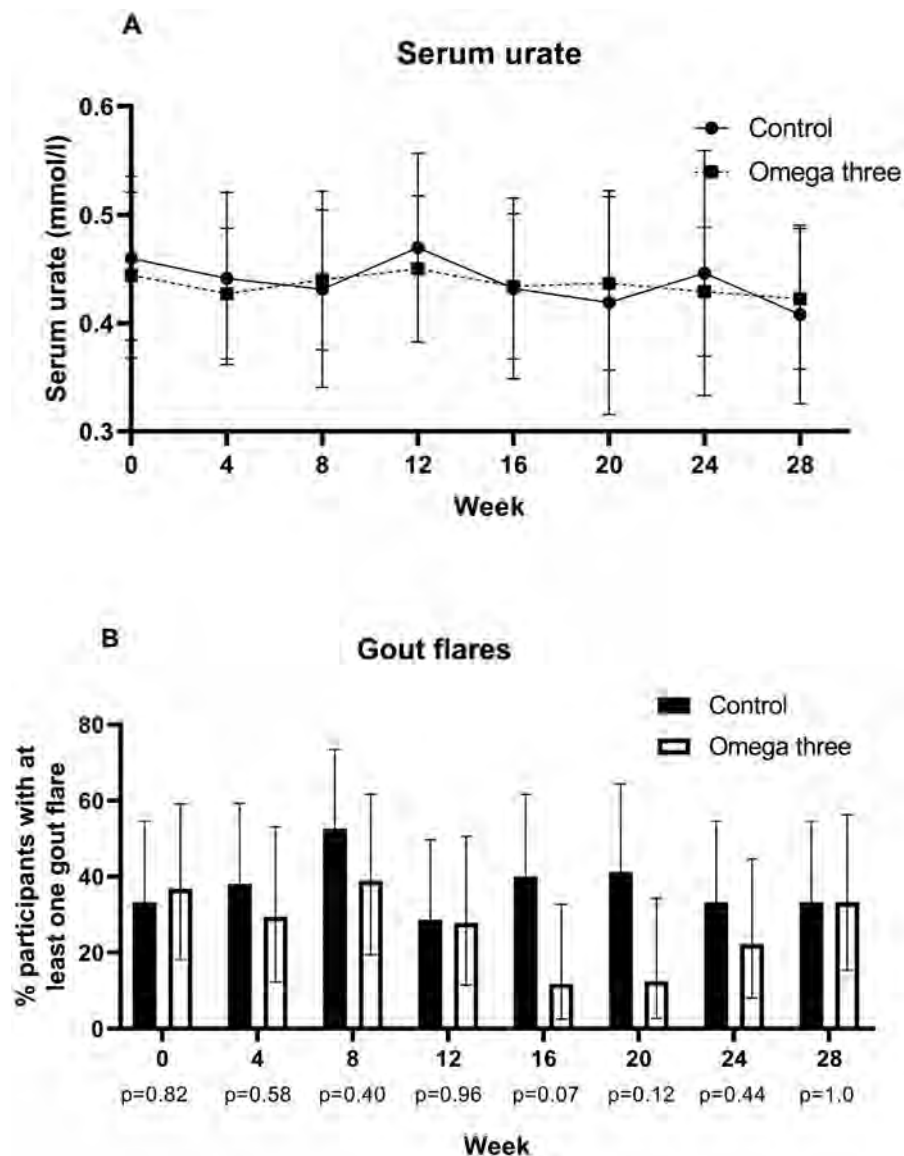 A
Serum urate
Serum urate (mmol/l)
0.6
0.5
0.4
0.3
Control
Omega three
0 4 8 12 16 20 24 28
Week
B
Gout flares
% participants with at
least one gout flare
80
60
40
20
0
Control
Omega three
0 4 8 12 16 20 24 28
p=0.82 p=0.58 p=0.40 p=0.96 p=0.07 p=0.12 p=0.44 p=1.0
Week